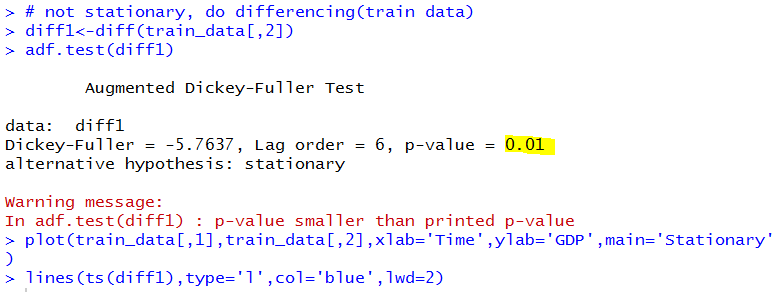 > # not stationary, do differencing(train data)
> diff1<-diff(train_data[,2])
> adf.test(diff1)
        Augmented Dickey-Fuller Test
data:  diff1
Dickey-Fuller = -5.7637, Lag order = 6, p-value = 0.01
alternative hypothesis: stationary
Warning message:
In adf.test(diff1) : p-value smaller than printed p-value
> plot(train_data[,1],train_data[,2],xlab='Time',ylab='GDP',main='Stationary'
)
> lines(ts(diff1),type='l',col='blue',lwd=2)